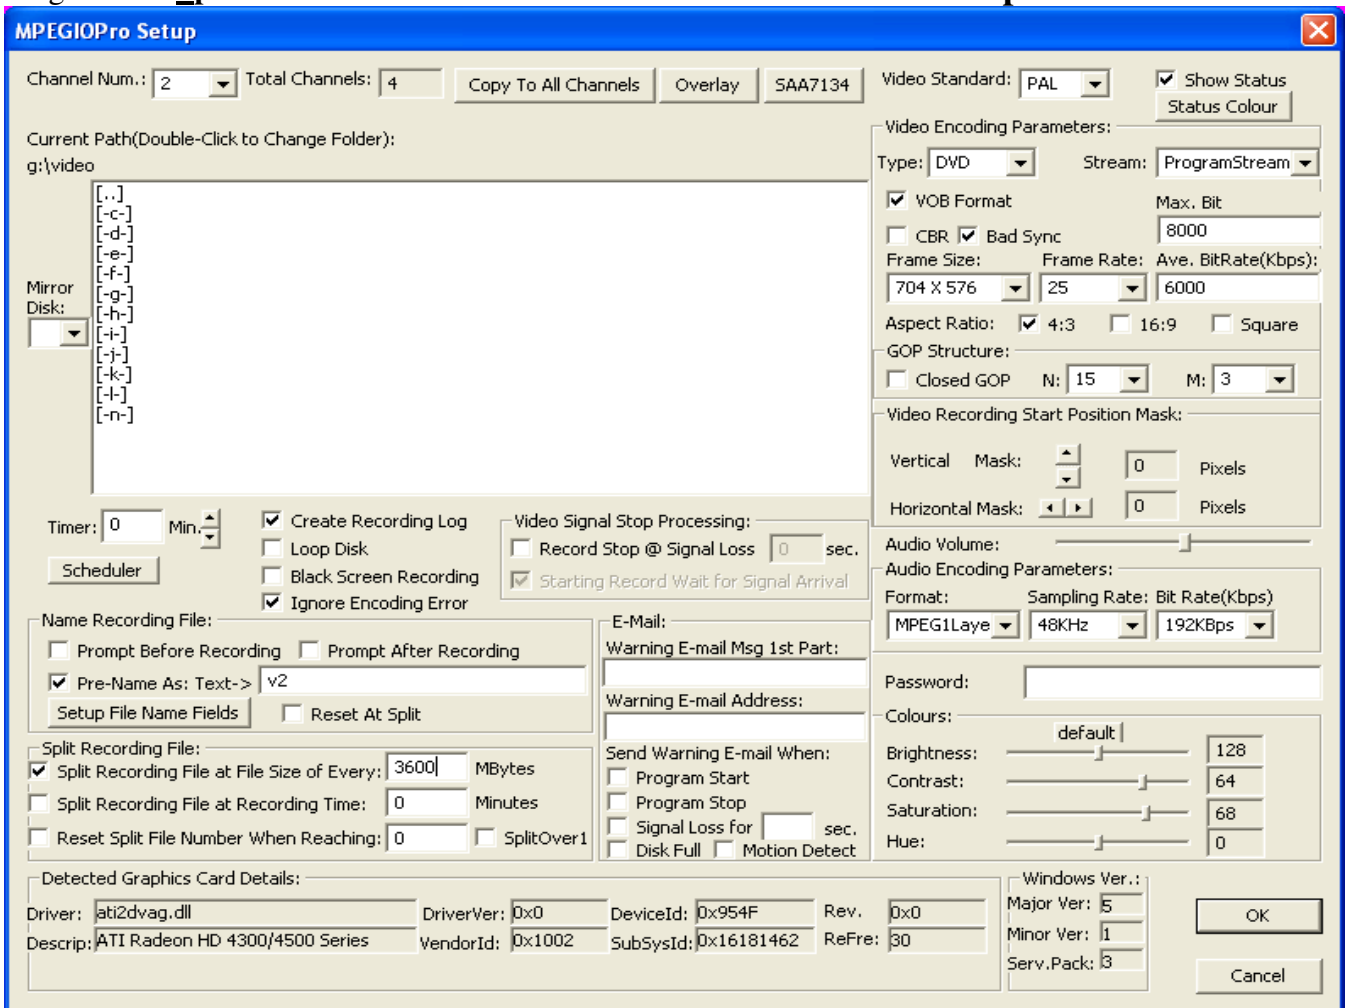 MPEGIOPro Setup
Channel Num.: 2 Total Channels: 4 Copy To All Channels Overlay SAA7134 Video Standard: PAL Show Status
Status Colour
Current Path(Double-Click to Change Folder):
g:\video
[..]
[-c-]
[-d-]
[-e-]
[-f-]
[-g-]
[-h-]
[-i-]
[-j-]
[-k-]
[-l-]
[-n-]
Mirror
Disk:
Video Encoding Parameters:
Type: DVD Stream: ProgramStream
VOB Format Max. Bit
CBR Bad Sync 8000
Frame Size: Frame Rate: Ave. BitRate(Kbps):
704 X 576 25 6000
Aspect Ratio: 4:3 16:9 Square
GOP Structure:
Closed GOP N: 15 M: 3
Video Recording Start Position Mask:
Vertical Mask: 0 Pixels
Horizontal Mask: 0 Pixels
Timer: 0 Min.
Scheduler
Create Recording Log
Loop Disk
Black Screen Recording
Ignore Encoding Error
Video Signal Stop Processing:
Record Stop @ Signal Loss 0 sec.
Starting Record Wait for Signal Arrival
Audio Volume:
Audio Encoding Parameters:
Format: Sampling Rate: Bit Rate(Kbps)
MPEG1Laye 48KHz 192KBps
Name Recording File:
Prompt Before Recording Prompt After Recording
Pre-Name As: Text-> v2
Setup File Name Fields Reset At Split
E-Mail:
Warning E-mail Msg 1st Part:
Warning E-mail Address:
Send Warning E-mail When:
Program Start
Program Stop
Signal Loss for sec.
Disk Full Motion Detect
Password:
Colours:
default
Brightness: 128
Contrast: 64
Saturation: 68
Hue: 0
Split Recording File:
Split Recording File at File Size of Every: 3600 MBytes
Split Recording File at Recording Time: 0 Minutes
Reset Split File Number When Reaching: 0 SplitOver1
Detected Graphics Card Details:
Driver: ati2dvag.dll DriverVer: 0x0 DeviceId: 0x954F Rev. 0x0
Descrip: ATI Radeon HD 4300/4500 Series VendorId: 0x1002 SubSysId: 0x16181462 ReFre: 30
Windows Ver.:
Major Ver: 5
Minor Ver: 1
Serv.Pack: 3
OK
Cancel